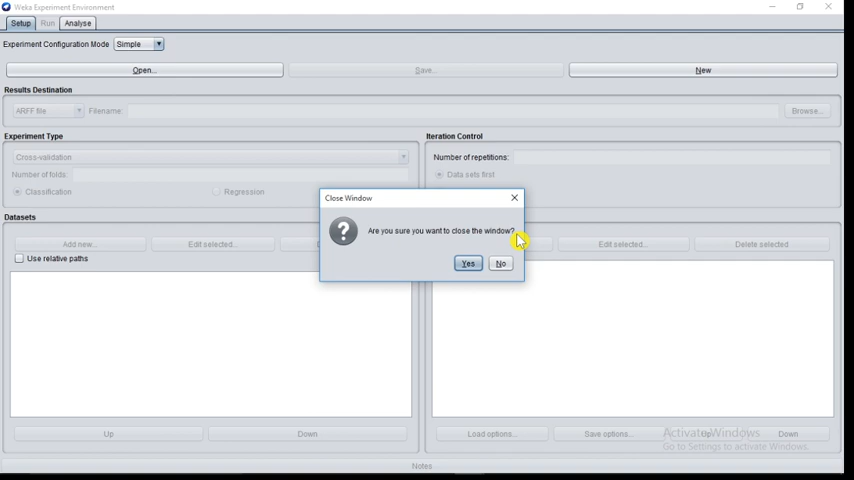 Weka Experiment Environment
Setup Run Analyse
Experiment Configuration Mode Simple
Open... Save... New
Results Destination
ARFF file Filename: Browse...
Experiment Type Iteration Control
Cross-validation Number of repetitions:
Number of folds: Data sets first
Classification Regression
Close Window
Are you sure you want to close the window?
Yes No
Datasets
Add new... Edit selected... Edit selected... Delete selected
Use relative paths
Up Down Load options... Save options... Up Down
Activate Windows
Go to Settings to activate Windows.
Notes